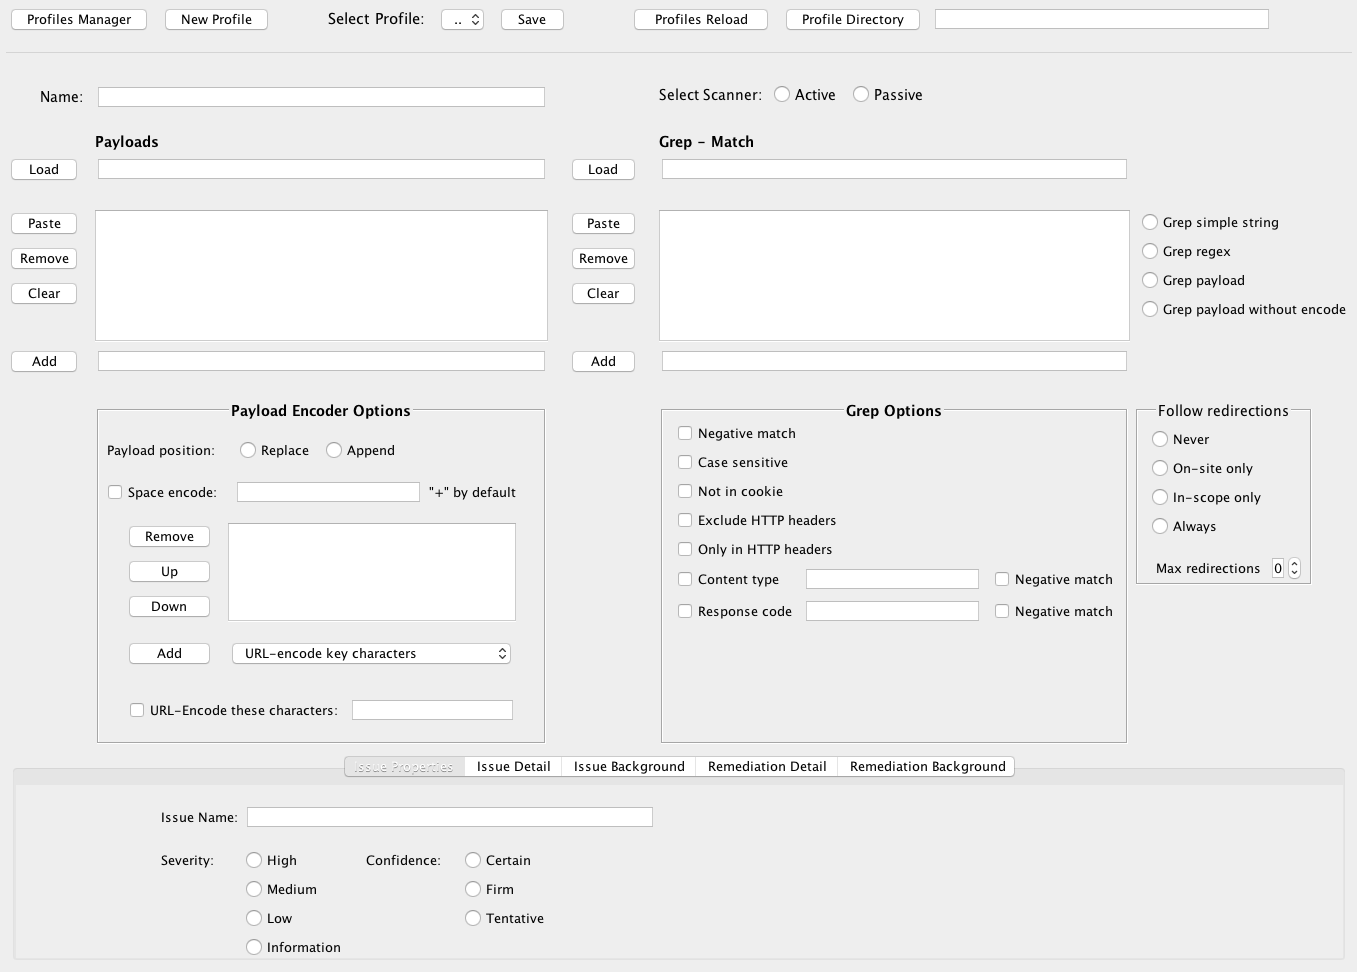 Profiles Manager New Profile Select Profile: .. Save Profiles Reload Profile Directory
Name: Select Scanner: Active Passive
Payloads Grep - Match
Load Load
Paste Paste Grep simple string
Grep regex
Remove Remove
Grep payload
Clear Clear
Grep payload without encode
Add Add
Payload Encoder Options
Payload position: Replace Append
Space encode: "+" by default
Remove
Up
Down
Add URL-encode key characters
URL-Encode these characters:
Grep Options
Negative match
Case sensitive
Not in cookie
Exclude HTTP headers
Only in HTTP headers
Content type Negative match
Response code Negative match
Follow redirections
Never
On-site only
In-scope only
Always
Max redirections 0
Issue Properties Issue Detail Issue Background Remediation Detail Remediation Background
Issue Name:
Severity: High Confidence: Certain
Medium Firm
Low Tentative
Information